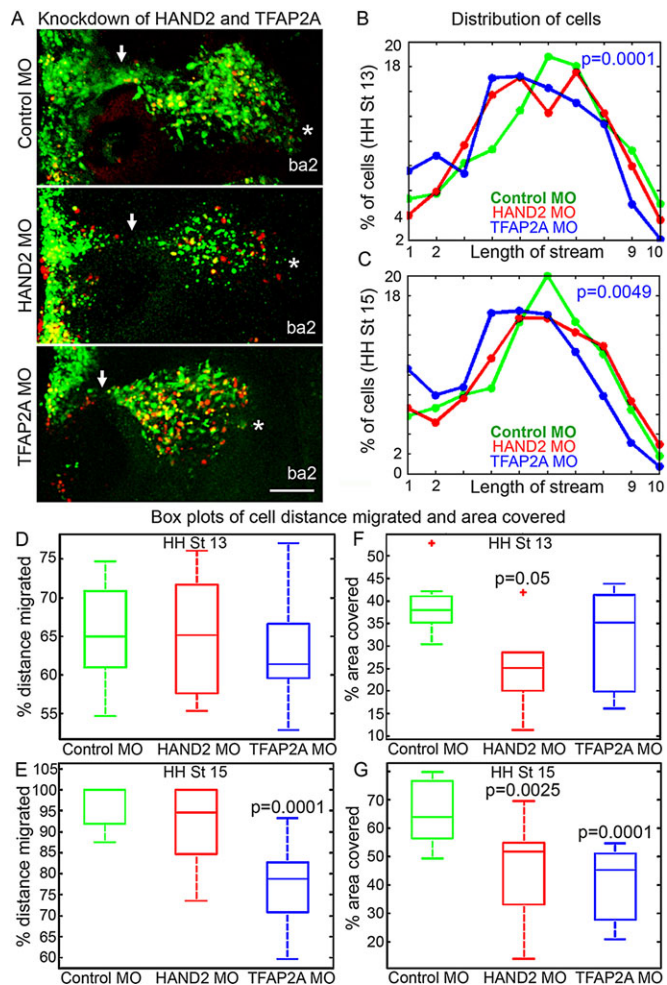 A Knockdown of HAND2 and TFAP2A
Control MO
*
ba2
HAND2 MO
*
ba2
TFAP2A MO
*
ba2
B Distribution of cells
% of cells (HH St 13)
20
18
4
2
p=0.0001
Control MO
HAND2 MO
TFAP2A MO
1 2 Length of stream 9 10
C
% of cells (HH St 15)
20
18
2
0
p=0.0049
Control MO
HAND2 MO
TFAP2A MO
1 2 Length of stream 9 10
Box plots of cell distance migrated and area covered
D HH St 13
% distance migrated
75
70
65
60
55
Control MO HAND2 MO TFAP2A MO
F HH St 13
% area covered
50
45
40
35
30
25
20
15
10
p=0.05
Control MO HAND2 MO TFAP2A MO
E HH St 15
% distance migrated
100
95
90
85
80
75
70
65
60
p=0.0001
Control MO HAND2 MO TFAP2A MO
G HH St 15
% area covered
70
60
50
40
30
20
p=0.0025
p=0.0001
Control MO HAND2 MO TFAP2A MO